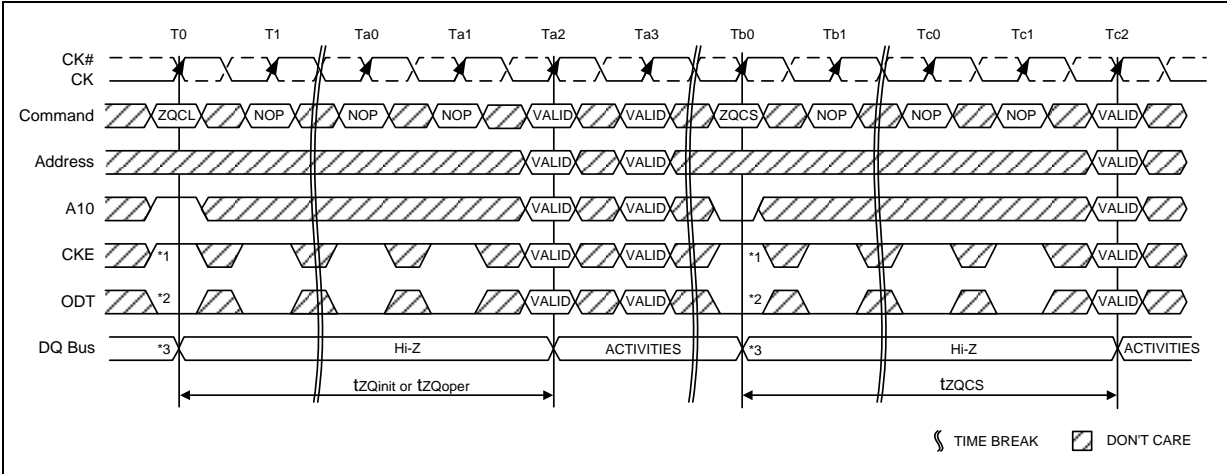 T0 T1 Ta0 Ta1 Ta2 Ta3 Tb0 Tb1 Tc0 Tc1 Tc2
CK#
CK
Command ZQCL NOP NOP NOP VALID VALID ZQCS NOP NOP NOP VALID
Address VALID VALID VALID
A10 VALID VALID VALID
CKE *1 VALID VALID *1 VALID
ODT *2 VALID VALID *2 VALID
DQ Bus *3 Hi-Z ACTIVITIES *3 Hi-Z ACTIVITIES
tZQinit or tZQoper tZQCS
TIME BREAK DON'T CARE